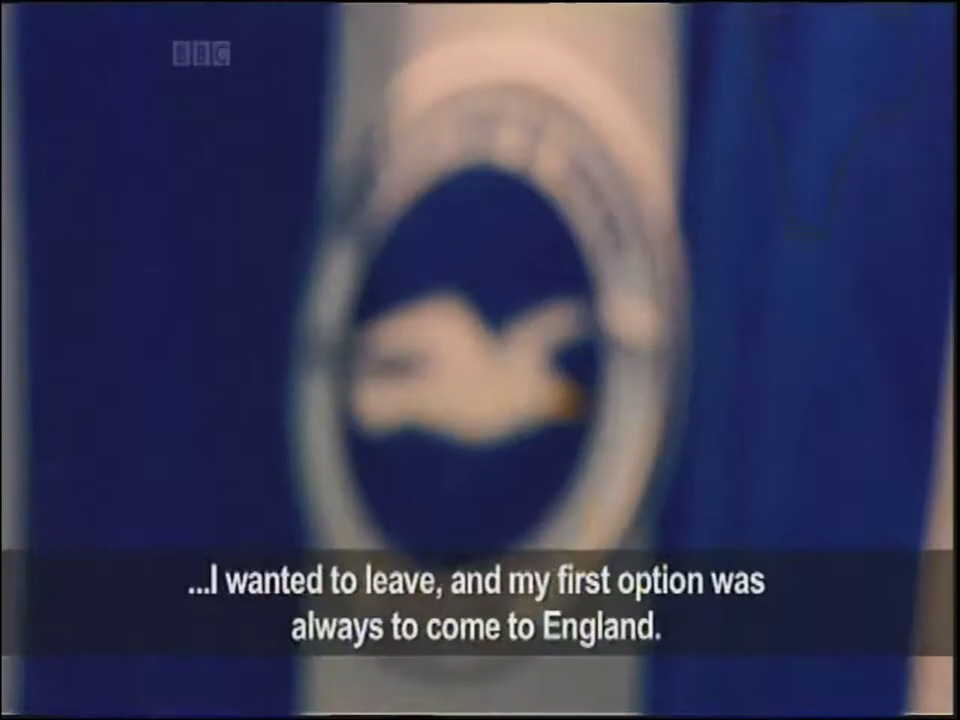 BBC
...I wanted to leave, and my first option was
always to come to England.